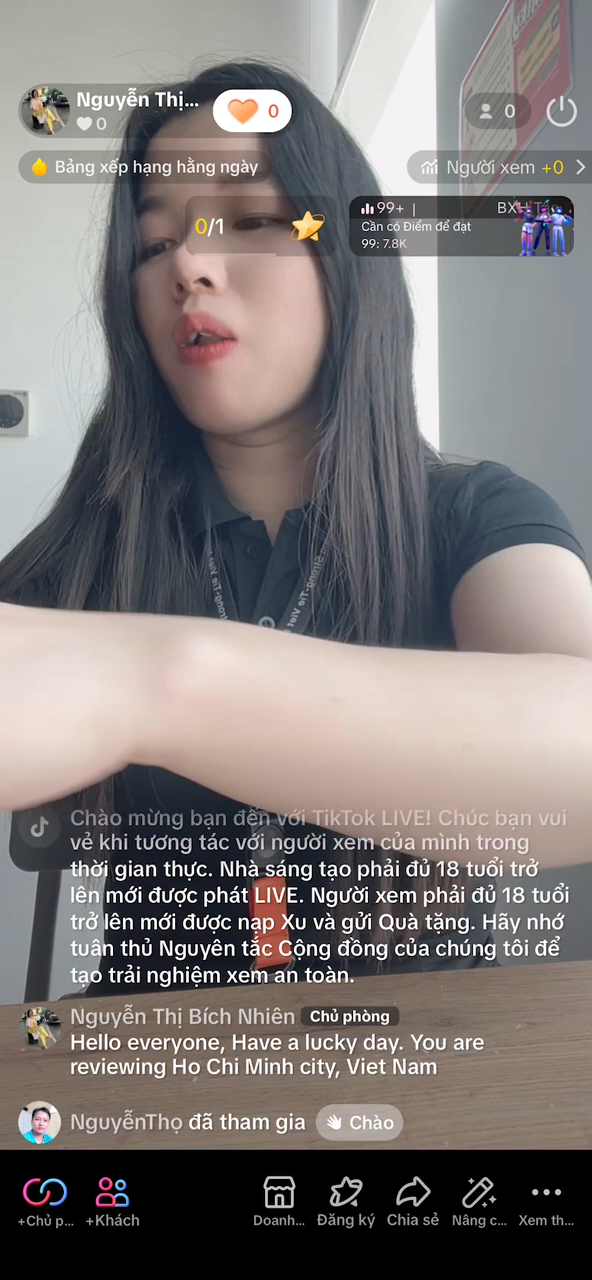 Nguyễn Thị...
0
0
0
Bảng xếp hạng hằng ngày
Người xem +0
0/1
99+ |
Cần có Điểm để đạt
99: 7.8K
Chào mừng bạn đến với TikTok LIVE! Chúc bạn vui
vẻ khi tương tác với người xem của mình trong
thời gian thực. Nhà sáng tạo phải đủ 18 tuổi trở
lên mới được phát LIVE. Người xem phải đủ 18 tuổi
trở lên mới được nạp Xu và gửi Quà tặng. Hãy nhớ
tuân thủ Nguyên tắc Cộng đồng của chúng tôi để
tạo trải nghiệm xem an toàn.
Nguyễn Thị Bích Nhiên Chủ phòng
Hello everyone, Have a lucky day. You are
reviewing Ho Chi Minh city, Viet Nam
NguyễnThọ đã tham gia Chào
+Chủ p... +Khách Doanh... Đăng ký Chia sẻ Nâng c... Xem th...